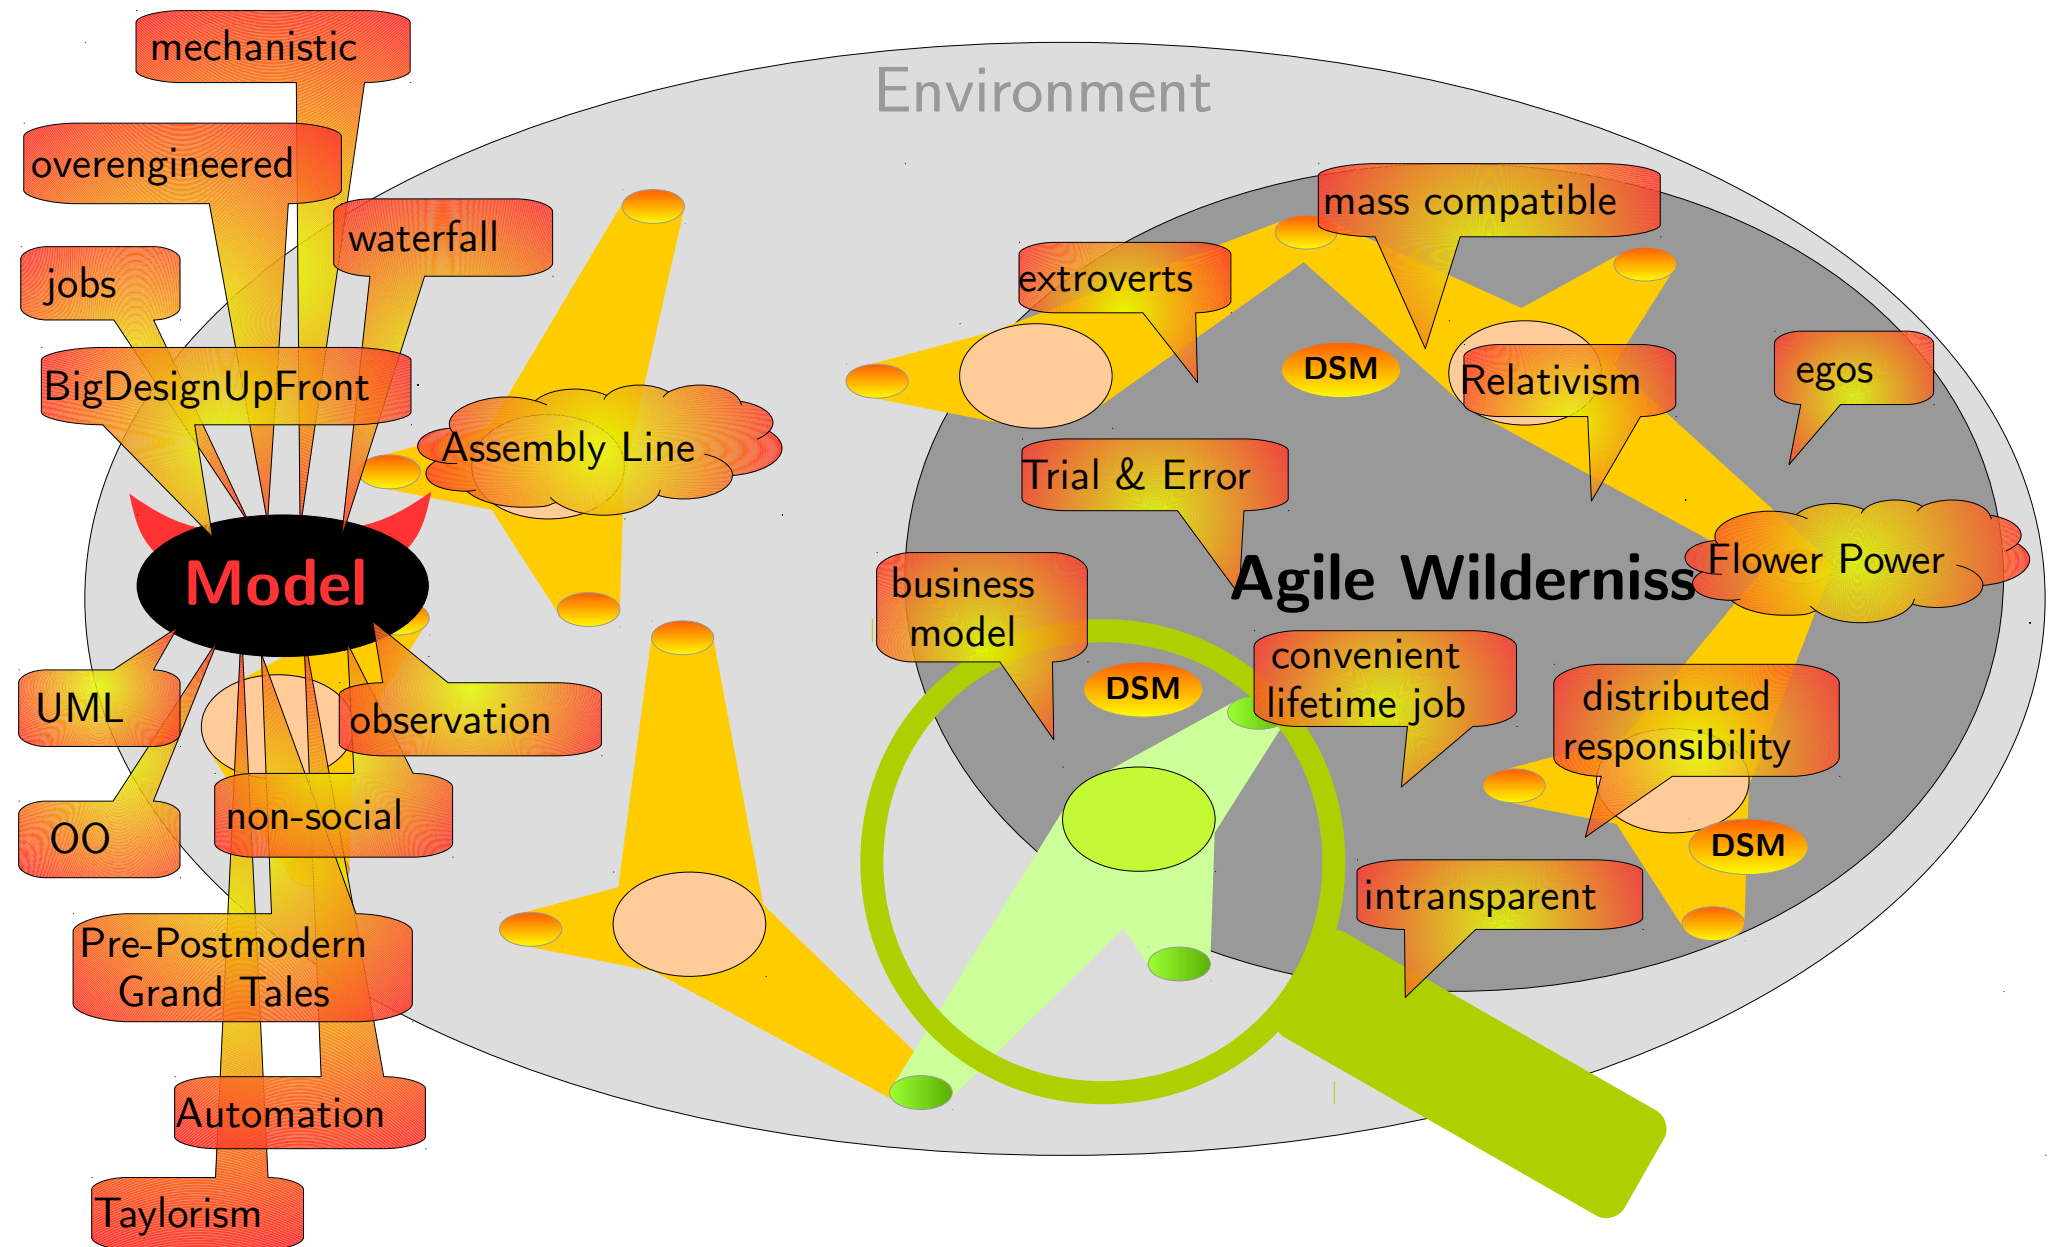 mechanistic
Environment
overengineered
waterfall
jobs
BigDesignUpFront
Assembly Line
Model
UML
observation
OO
non-social
Pre-Postmodern
Grand Tales
Automation
Taylorism
mass compatible
extroverts
DSM
Relativism
egos
Trial & Error
Agile Wilderniss
Flower Power
business
model
DSM
convenient
lifetime job
distributed
responsibility
DSM
intransparent